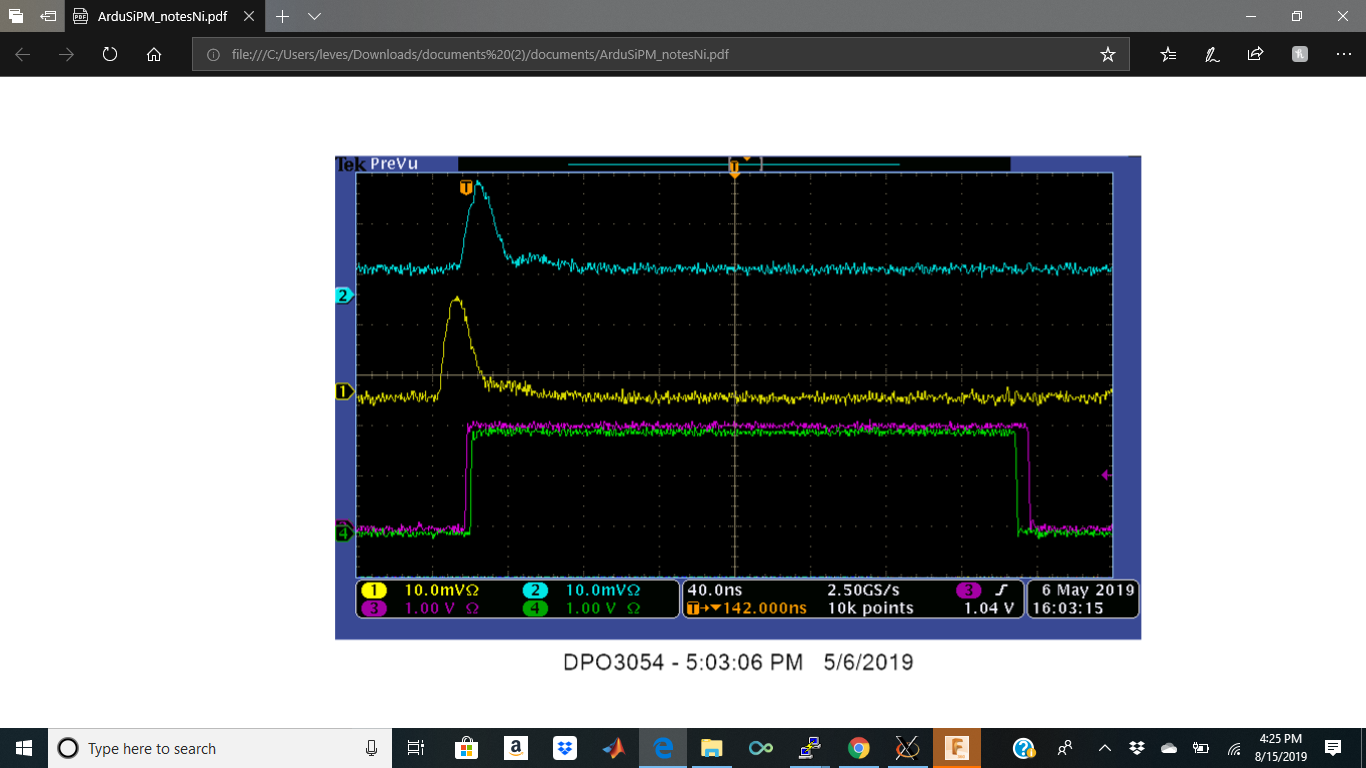 ArduSiPM_notesNi.pdf
file:///C:/Users/leves/Downloads/documents%20(2)/documents/ArduSiPM_notesNi.pdf
Tek PreVu
T
T
2
1
4
1 10.0mVΩ 2 10.0mVΩ
3 1.00 V Ω 4 1.00 V Ω
40.0ns 2.50GS/s 3
T→▼142.000ns 10k points 1.04 V
6 May 2019
16:03:15
DPO3054 - 5:03:06 PM 5/6/2019
Type here to search
4:25 PM
8/15/2019